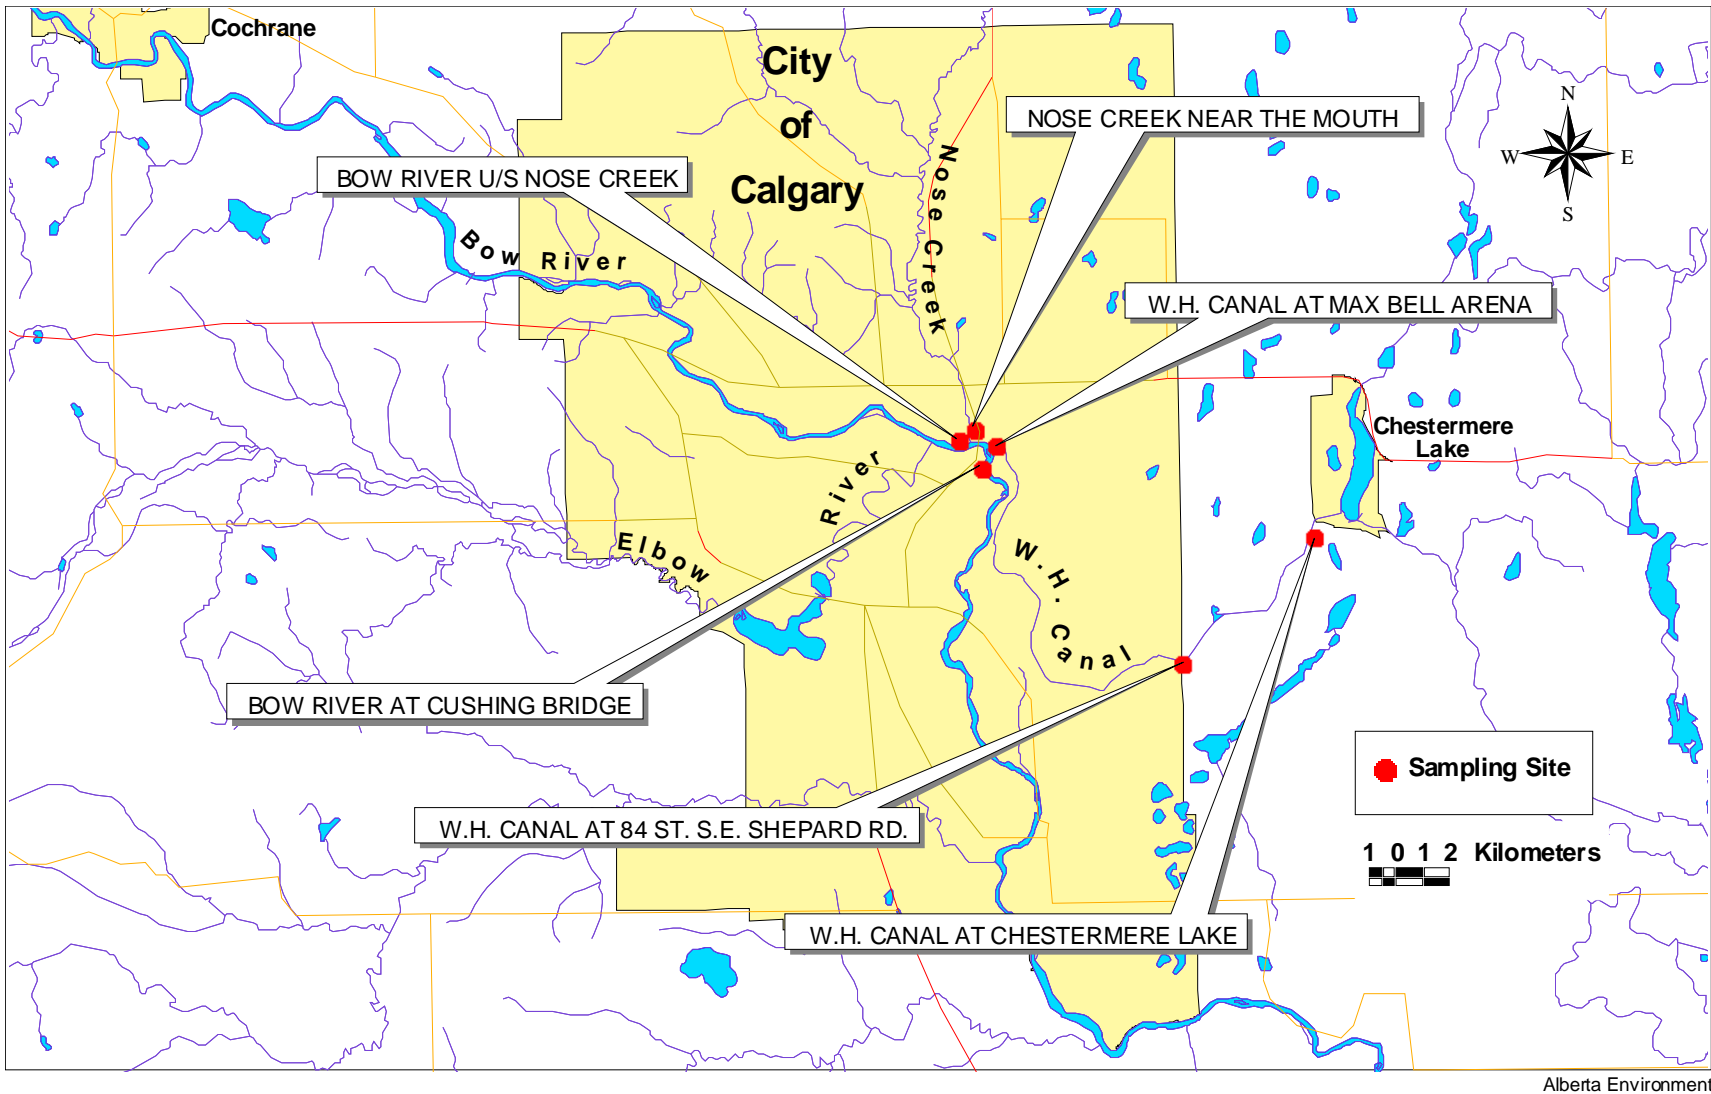 Cochrane
City
of
Calgary
NOSE CREEK NEAR THE MOUTH
N
W E
S
BOW RIVER U/S NOSE CREEK
Nose Creek
Bow River
W.H. CANAL AT MAX BELL ARENA
Chestermere
Lake
Elbow River
W.H. Canal
BOW RIVER AT CUSHING BRIDGE
Sampling Site
W.H. CANAL AT 84 ST. S.E. SHEPARD RD.
1 0 1 2 Kilometers
W.H. CANAL AT CHESTERMERE LAKE
Alberta Environment